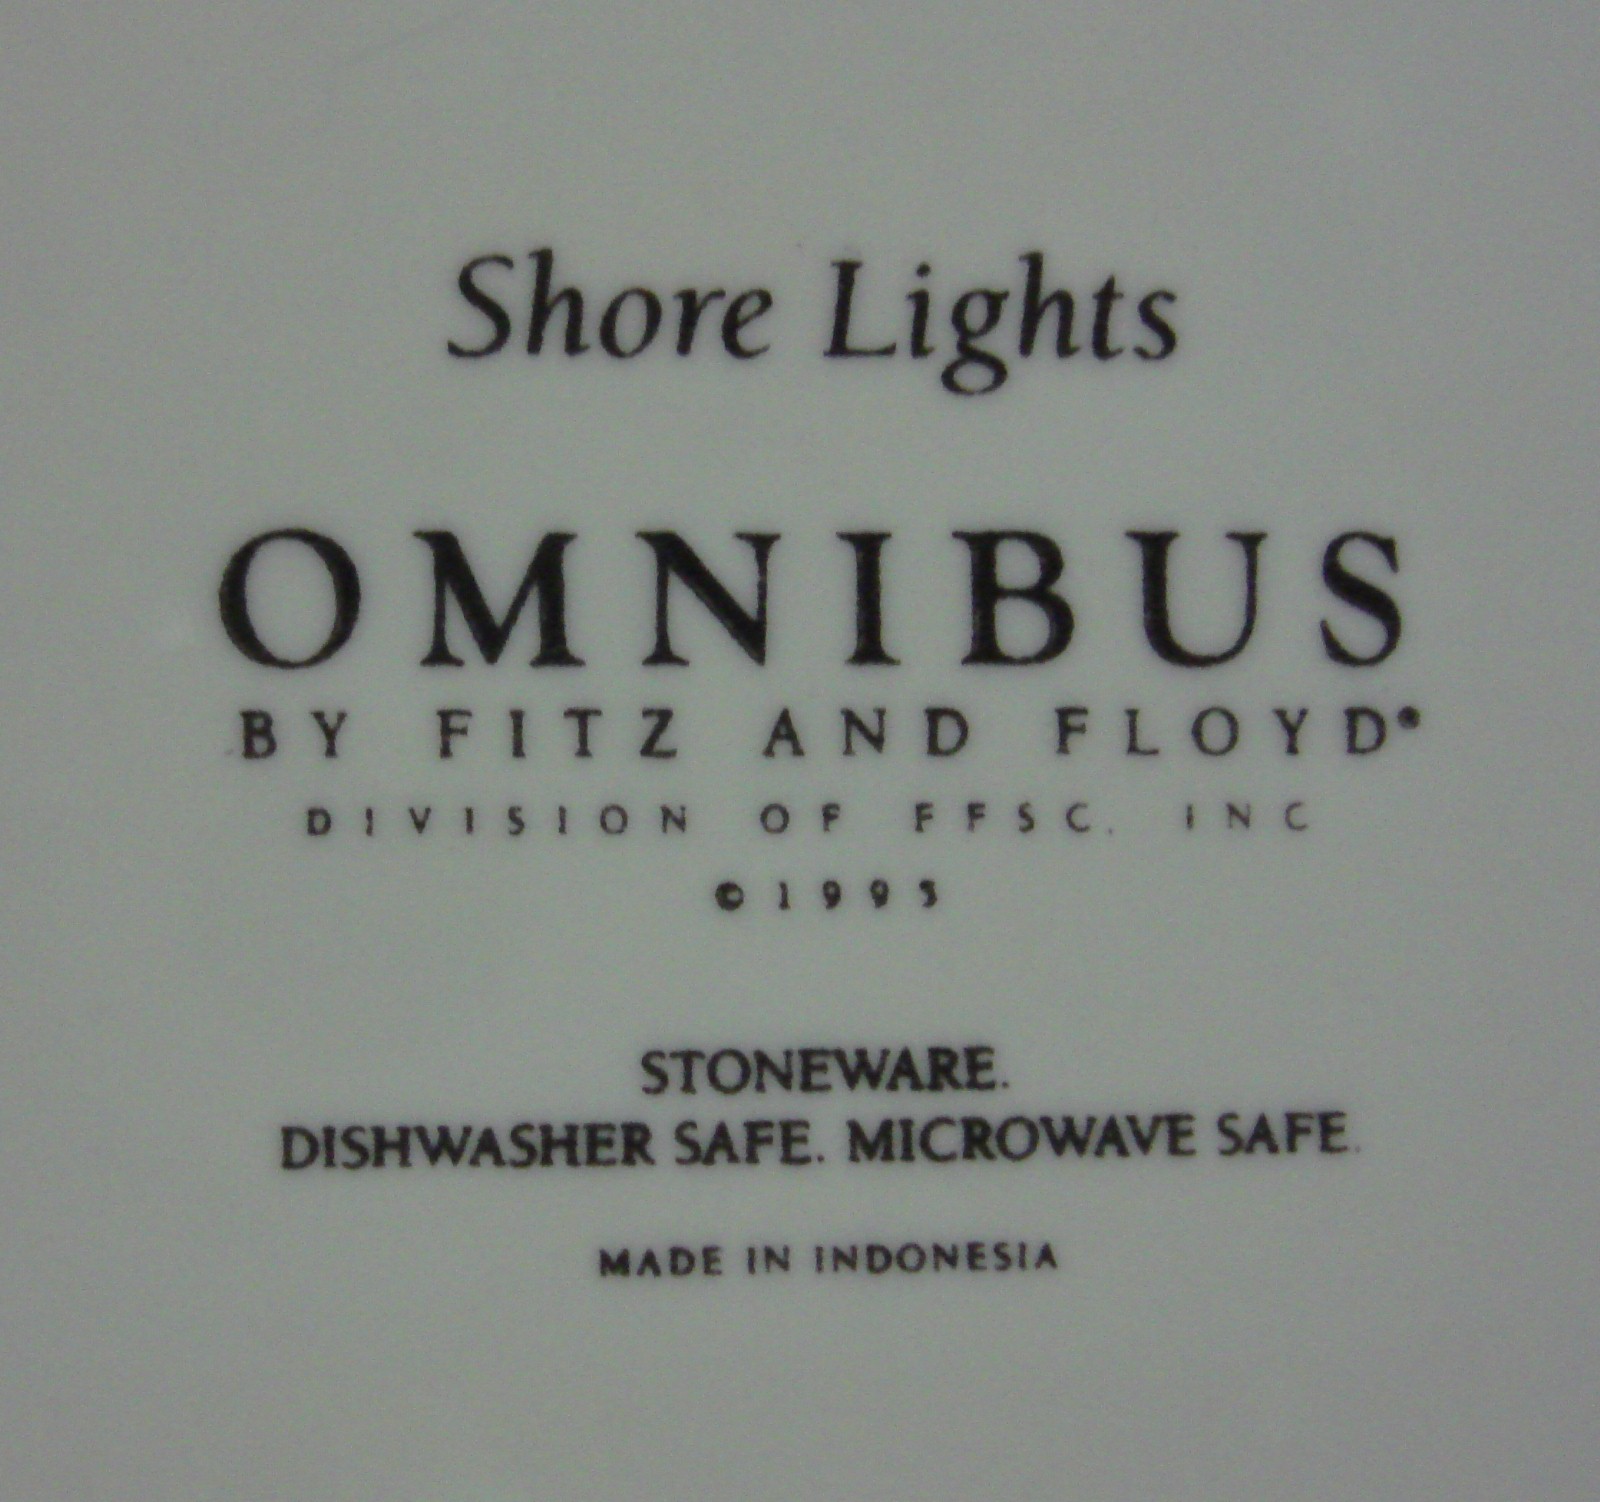 Shore Lights
OMNIBUS
BY FITZ AND FLOYD®
DIVISION OF FFSC. INC
STONEWARE.
DISHWASHER SAFE. MICROWAVE SAFE.
MADE IN INDONESIA